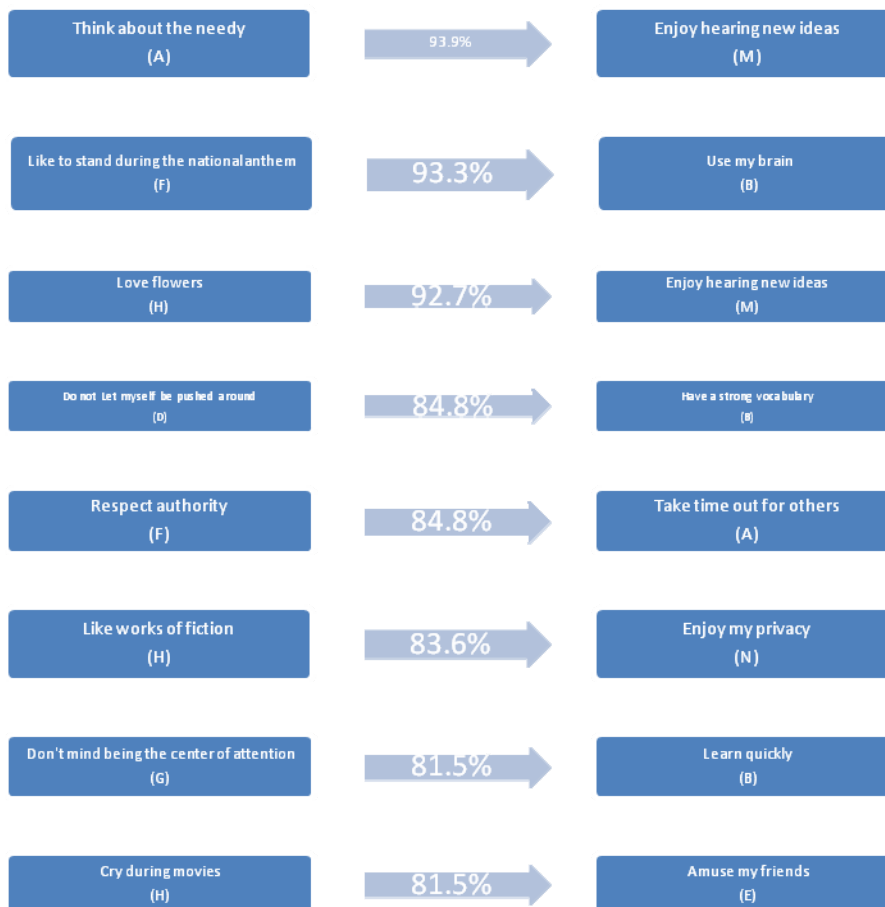 Think about the needy
(A)
93.9%
Enjoy hearing new ideas
(M)
Like to stand during the nationalanthem
(F)
93.3%
Use my brain
(B)
Love flowers
(H)
92.7%
Enjoy hearing new ideas
(M)
Do not Let myself be pushed around
(D)
84.8%
Have a strong vocabulary
(B)
Respect authority
(F)
84.8%
Take time out for others
(A)
Like works of fiction
(H)
83.6%
Enjoy my privacy
(N)
Don't mind being the center of attention
(G)
81.5%
Learn quickly
(B)
Cry during movies
(H)
81.5%
Amuse my friends
(E)